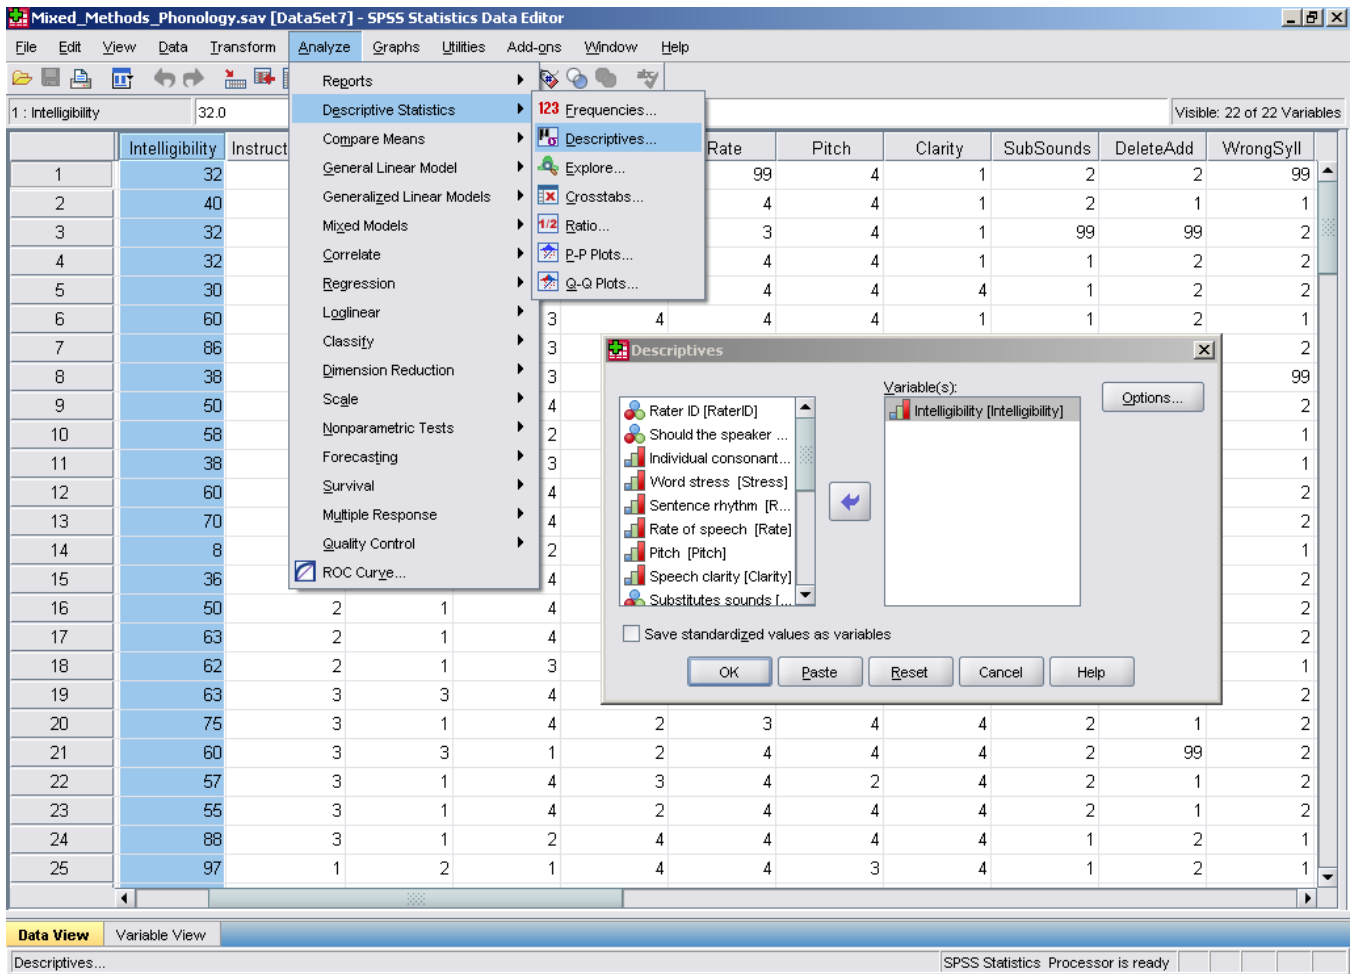 Mixed_Methods_Phonology.sav [DataSet7] - SPSS Statistics Data Editor
File Edit View Data Transform Analyze Graphs Utilities Add-ons Window Help
1 : Intelligibility 32.0 Visible: 22 of 22 Variables
Reports
Descriptive Statistics
Compare Means
General Linear Model
Generalized Linear Models
Mixed Models
Correlate
Regression
Loglinear
Classify
Dimension Reduction
Scale
Nonparametric Tests
Forecasting
Survival
Multiple Response
Quality Control
ROC Curve...
123 Frequencies...
Descriptives...
Explore...
Crosstabs...
1/2 Ratio...
P-P Plots...
Q-Q Plots...
Intelligibility Instruct Rate Pitch Clarity SubSounds DeleteAdd WrongSyll
1 32 99 4 1 2 2 99
2 40 4 4 1 2 1 1
3 32 3 4 1 99 99 2
4 32 4 4 1 1 2 2
5 30 4 4 4 1 2 2
6 60 3 4 4 4 1 1 2 1
7 86 3 2
8 38 3 99
9 50 4 2
10 58 2 1
11 38 3 1
12 60 4 2
13 70 4 2
14 8 2 1
15 36 4 2
16 50 2 1 4 2
17 63 2 1 4 2
18 62 2 1 3 1
19 63 3 3 4 2
20 75 3 1 4 2 3 4 4 2 1 2
21 60 3 3 1 2 4 4 4 2 99 2
22 57 3 1 4 3 4 2 4 2 1 2
23 55 3 1 4 2 4 4 4 2 1 2
24 88 3 1 2 4 4 4 4 1 2 1
25 97 1 2 1 4 4 3 4 1 2 1
Descriptives
Rater ID [RaterID]
Should the speaker ...
Individual consonant...
Word stress [Stress]
Sentence rhythm [R...
Rate of speech [Rate]
Pitch [Pitch]
Speech clarity [Clarity]
Substitutes sounds [...
Variable(s):
Intelligibility [Intelligibility]
Options...
Save standardized values as variables
OK Paste Reset Cancel Help
Data View Variable View
Descriptives... SPSS Statistics Processor is ready